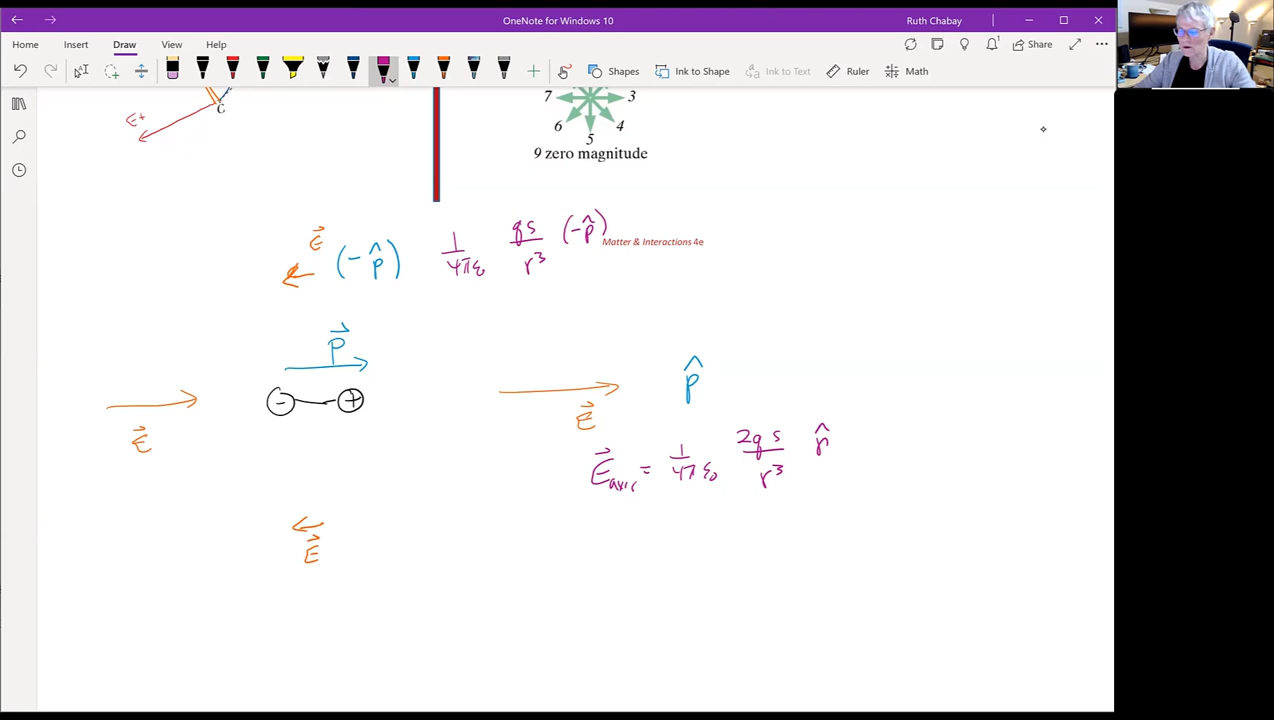 OneNote for Windows 10
Ruth Chabay
Home Insert Draw View Help
Share
Shapes Ink to Shape Ink to Text Ruler Math
C
E+
7 3
6 4
5
9 zero magnitude
E⃗ (-p̂) 1/4πε₀ qs/r³ (-p̂)
Matter & Interactions 4e
p⃗
- +
p̂
E⃗
E⃗
E⃗axis = 1/4πε₀ 2qs/r³ p̂
E⃗